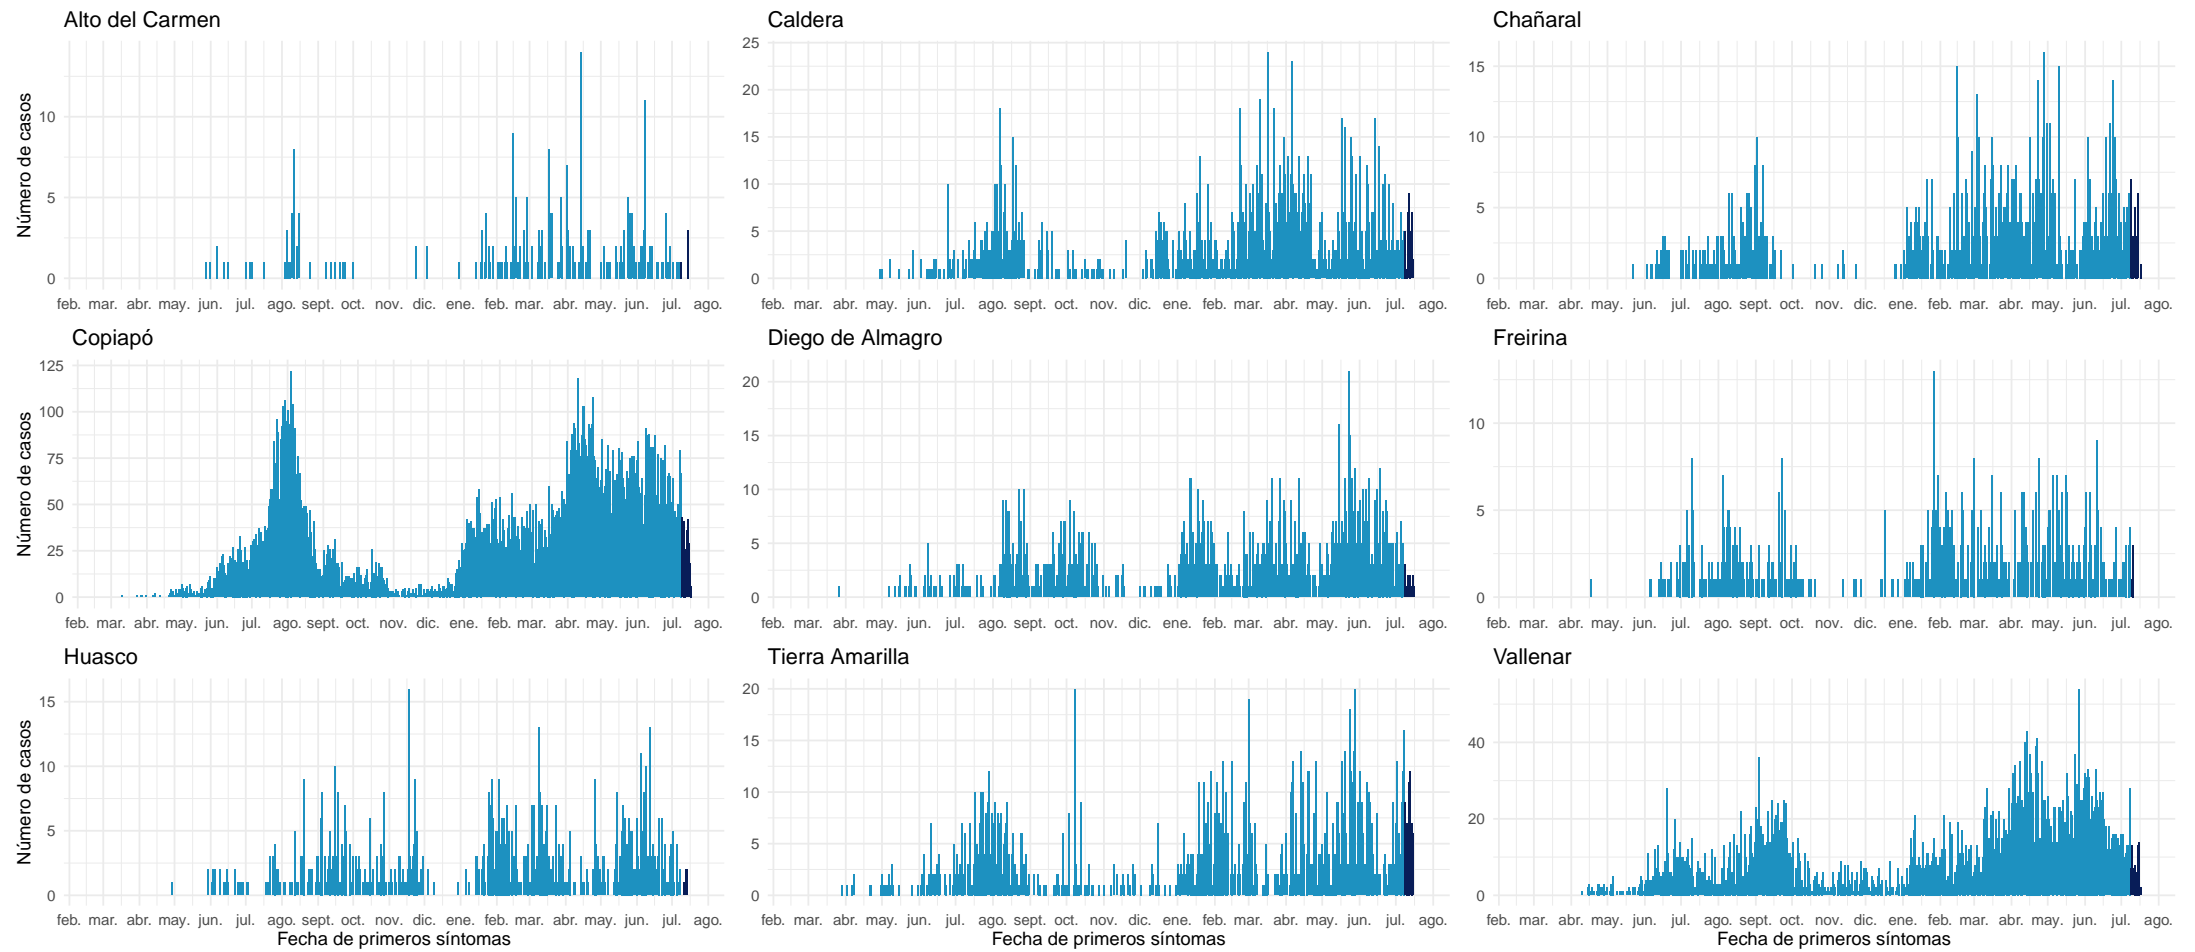 Alto del Carmen
Caldera
Chañaral
Número de casos
10
5
0
25
20
15
10
5
0
15
10
5
0
feb. mar. abr. may. jun. jul. ago. sept. oct. nov. dic. ene. feb. mar. abr. may. jun. jul. ago.
feb. mar. abr. may. jun. jul. ago. sept. oct. nov. dic. ene. feb. mar. abr. may. jun. jul. ago.
feb. mar. abr. may. jun. jul. ago. sept. oct. nov. dic. ene. feb. mar. abr. may. jun. jul. ago.
Copiapó
Diego de Almagro
Freirina
Número de casos
125
100
75
50
25
0
20
15
10
5
0
10
5
0
feb. mar. abr. may. jun. jul. ago. sept. oct. nov. dic. ene. feb. mar. abr. may. jun. jul. ago.
feb. mar. abr. may. jun. jul. ago. sept. oct. nov. dic. ene. feb. mar. abr. may. jun. jul. ago.
feb. mar. abr. may. jun. jul. ago. sept. oct. nov. dic. ene. feb. mar. abr. may. jun. jul. ago.
Huasco
Tierra Amarilla
Vallenar
Número de casos
15
10
5
0
20
15
10
5
0
40
20
0
feb. mar. abr. may. jun. jul. ago. sept. oct. nov. dic. ene. feb. mar. abr. may. jun. jul. ago.
feb. mar. abr. may. jun. jul. ago. sept. oct. nov. dic. ene. feb. mar. abr. may. jun. jul. ago.
feb. mar. abr. may. jun. jul. ago. sept. oct. nov. dic. ene. feb. mar. abr. may. jun. jul. ago.
Fecha de primeros síntomas
Fecha de primeros síntomas
Fecha de primeros síntomas